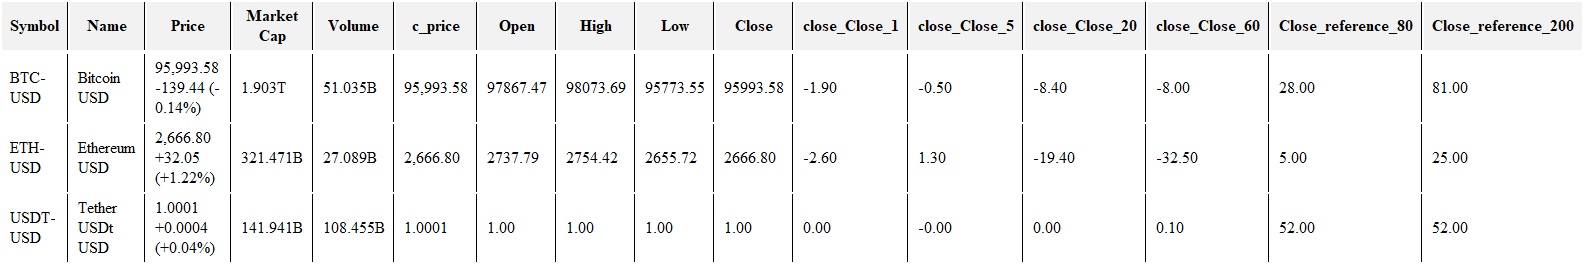 Symbol Name Price Market Cap Volume c_price Open High Low Close close_Close_1 close_Close_5 close_Close_20 close_Close_60 Close_reference_80 Close_reference_200
BTC-USD Bitcoin USD 95,993.58 -139.44 (-0.14%) 1.903T 51.035B 95,993.58 97867.47 98073.69 95773.55 95993.58 -1.90 -0.50 -8.40 -8.00 28.00 81.00
ETH-USD Ethereum USD 2,666.80 +32.05 (+1.22%) 321.471B 27.089B 2,666.80 2737.79 2754.42 2655.72 2666.80 -2.60 1.30 -19.40 -32.50 5.00 25.00
USDT-USD Tether USDt USD 1.0001 +0.0004 (+0.04%) 141.941B 108.455B 1.0001 1.00 1.00 1.00 1.00 0.00 -0.00 0.00 0.10 52.00 52.00